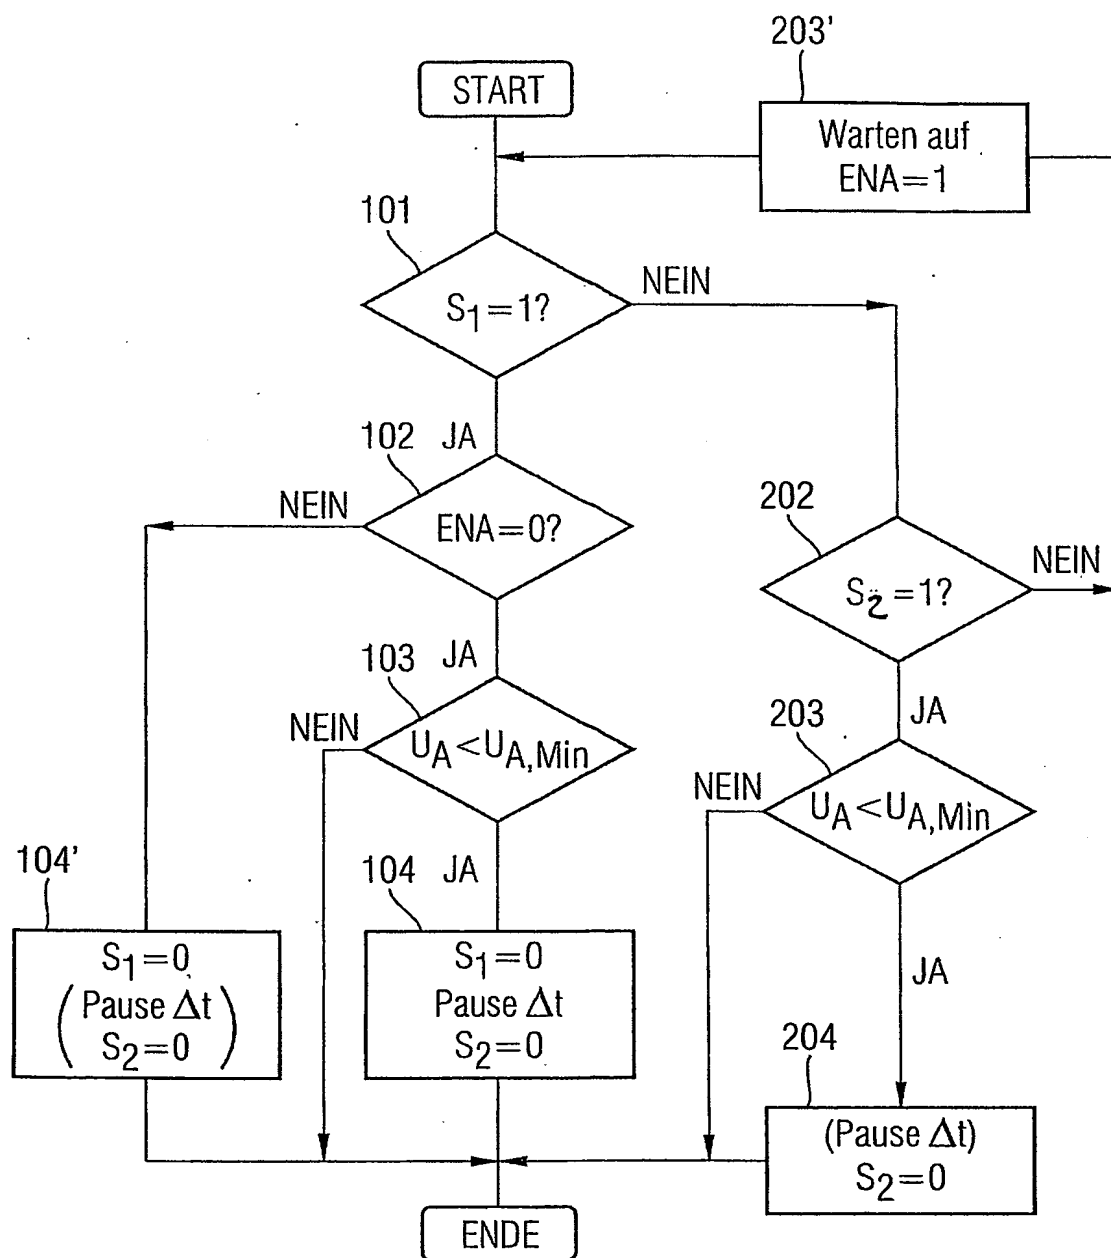 203'
START
Warten auf
ENA=1
101
NEIN
S1=1?
JA
102
NEIN
ENA=0?
202
NEIN
S2=1?
JA
103
NEIN
UA<UA,Min
JA
203
NEIN
UA<UA,Min
104'
104
JA
S1=0
(Pause Δt
S2=0)
S1=0
Pause Δt
S2=0
JA
204
(Pause Δt)
S2=0
ENDE